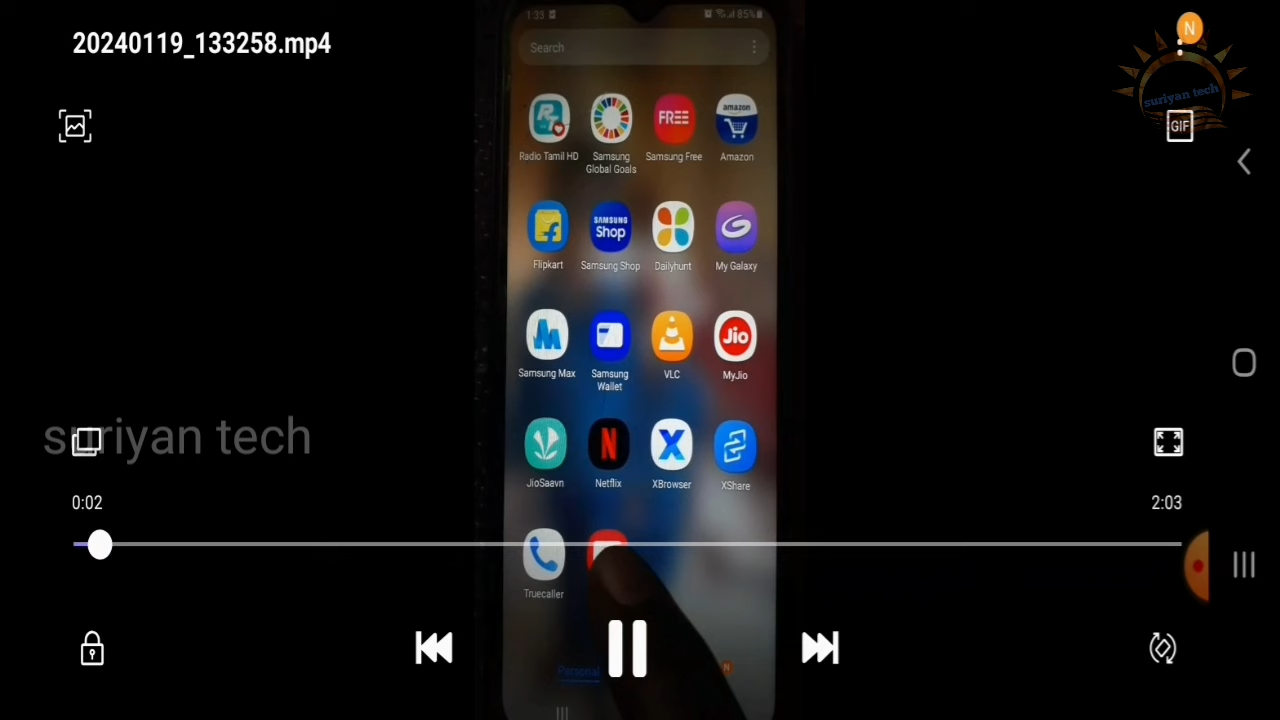 20240119_133258.mp4
N
suriyan tech
GIF
1:33
85%
Search
Radio Tamil HD
Samsung Global Goals
FREE
Samsung Free
amazon
Amazon
Flipkart
SAMSUNG
Shop
Samsung Shop
Dailyhunt
My Galaxy
Samsung Max
Samsung Wallet
VLC
Jio
MyJio
JioSaavn
N
Netflix
X
XBrowser
XShare
suriyan tech
0:02
2:03
Truecaller
Personal
N